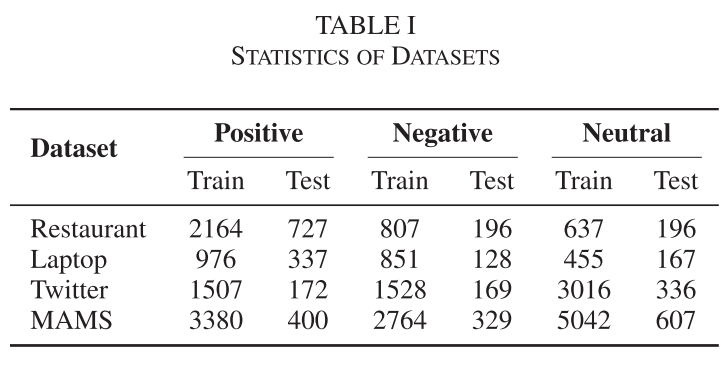 TABLE I
STATISTICS OF DATASETS
Dataset Positive Negative Neutral
Train Test Train Test Train Test
Restaurant 2164 727 807 196 637 196
Laptop 976 337 851 128 455 167
Twitter 1507 172 1528 169 3016 336
MAMS 3380 400 2764 329 5042 607